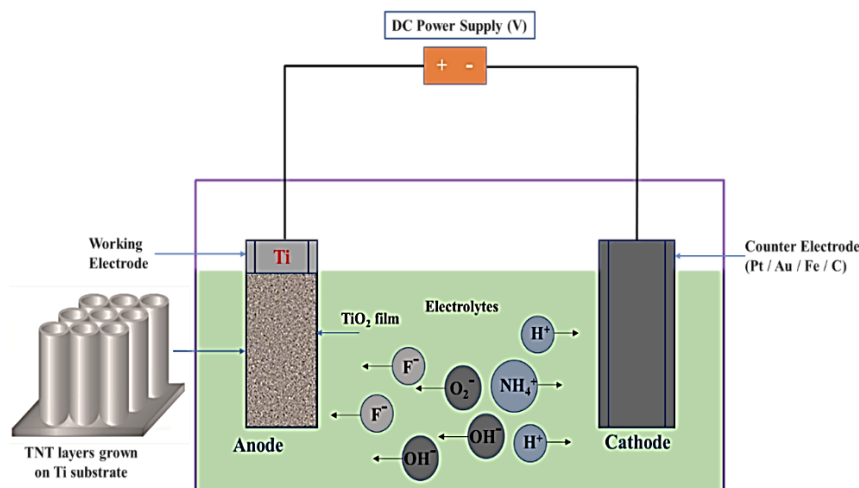 DC Power Supply (V)
+ -
Working
Electrode
Ti
Counter Electrode
(Pt / Au / Fe / C)
TiO₂ film
Electrolytes
H⁺
F⁻
O₂⁻
NH₄⁺
F⁻
OH⁻
OH⁻
H⁺
Anode
Cathode
TNT layers grown
on Ti substrate